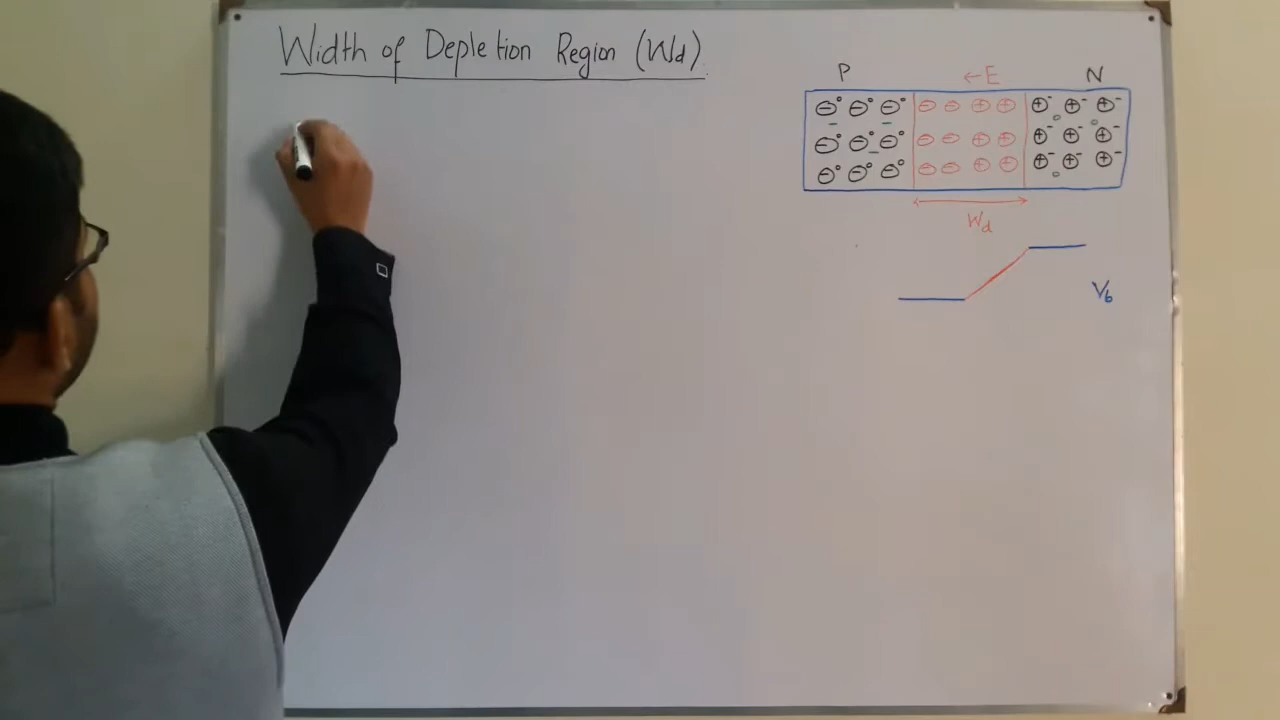 Width of Depletion Region (Wd).
P ←E N
Wd
Vb